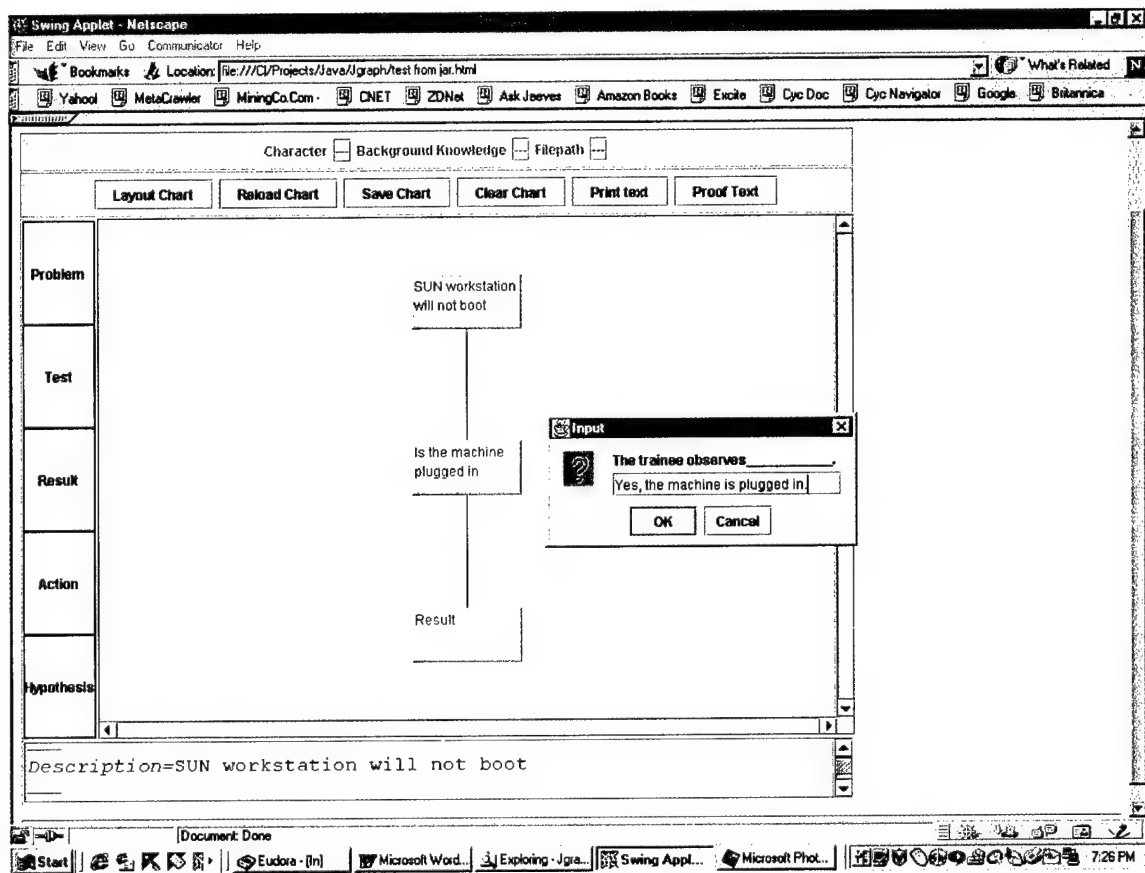 Swing Applet - Netscape
File Edit View Go Communicator Help
Bookmarks Location: file:///C|/Projects/Java/Jgraph/test from jar.html What's Related N
Yahoo! MetaCrawler MiningCo.Com - CNET ZDNet Ask Jeeves Amazon Books Excite Cyc Doc Cyc Navigator Google Britannica
Character --- Background Knowledge --- Filepath ---
Layout Chart Reload Chart Save Chart Clear Chart Print text Proof Text
Problem
SUN workstation
will not boot
Test
Input
The trainee observes____________.
Is the machine
plugged in
Yes, the machine is plugged in.
Result
OK Cancel
Action
Result
Hypothesis
Description=SUN workstation will not boot
Document: Done
Start Eudora - [In] Microsoft Word... Exploring - Jgra... Swing Appl... Microsoft Phot... 7:26 PM